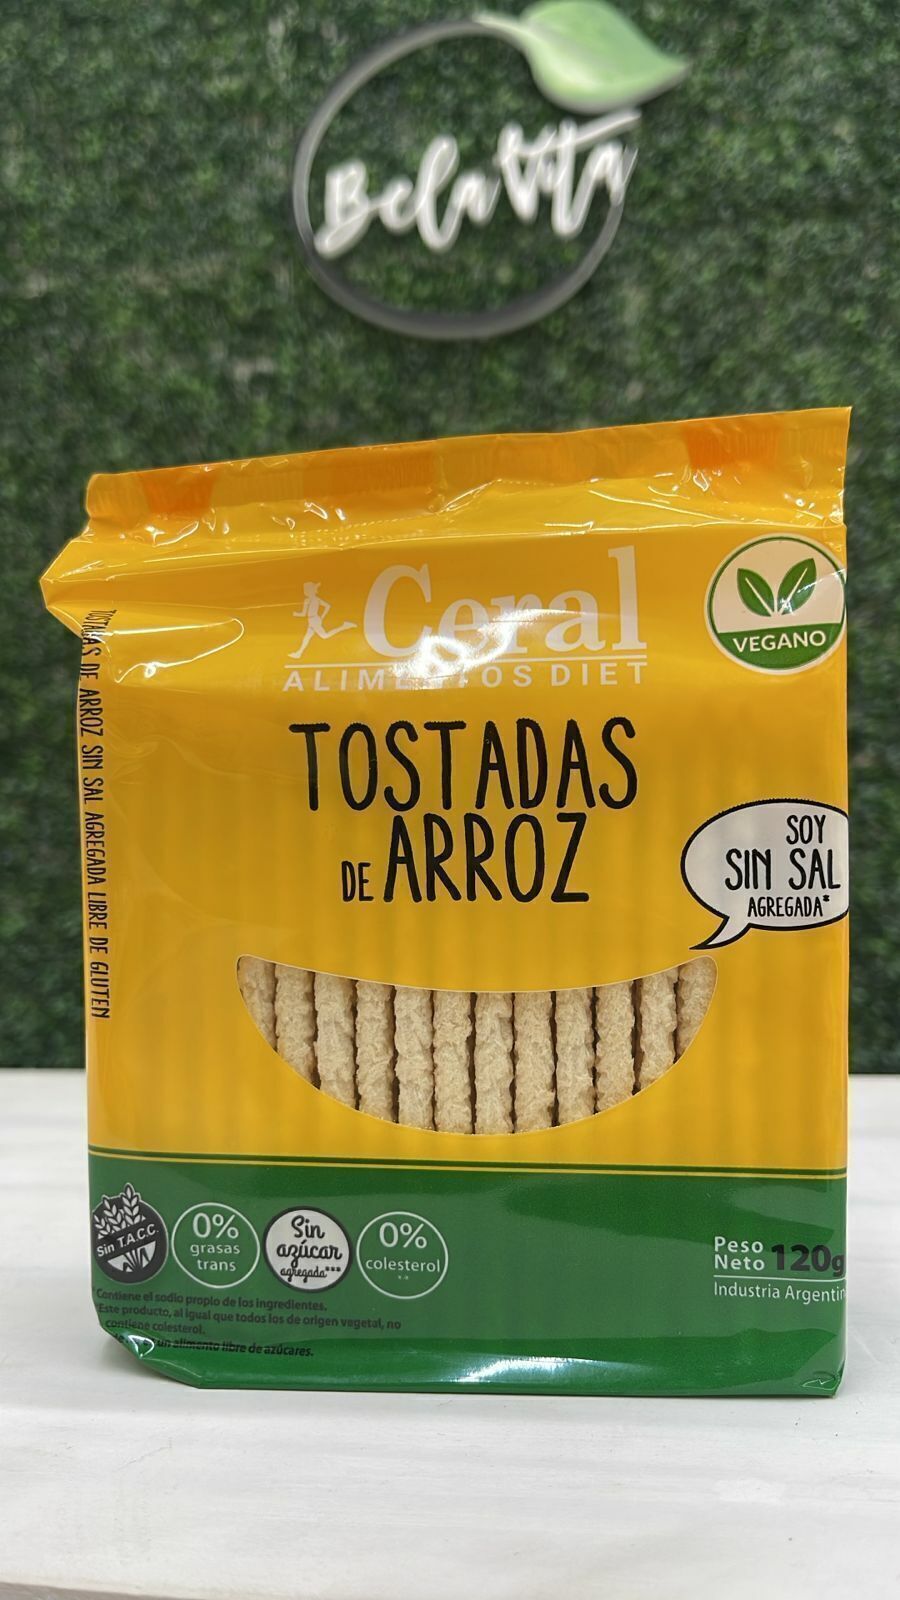 Bela Vita
Ceral
ALIMENTOS DIET
VEGANO
TOSTADAS
DE ARROZ
SOY
SIN SAL
AGREGADA*
TOSTADAS DE ARROZ SIN SAL AGREGADA LIBRE DE GLUTEN
Sin T.A.C.C.
0%
grasas
trans
Sin
azúcar
agregada***
0%
colesterol
**
Peso
Neto 120g
Industria Argentin
*Contiene el sodio propio de los ingredientes.
*Este producto, al igual que todos los de origen vegetal, no
contiene colesterol.
un alimento libre de azúcares.